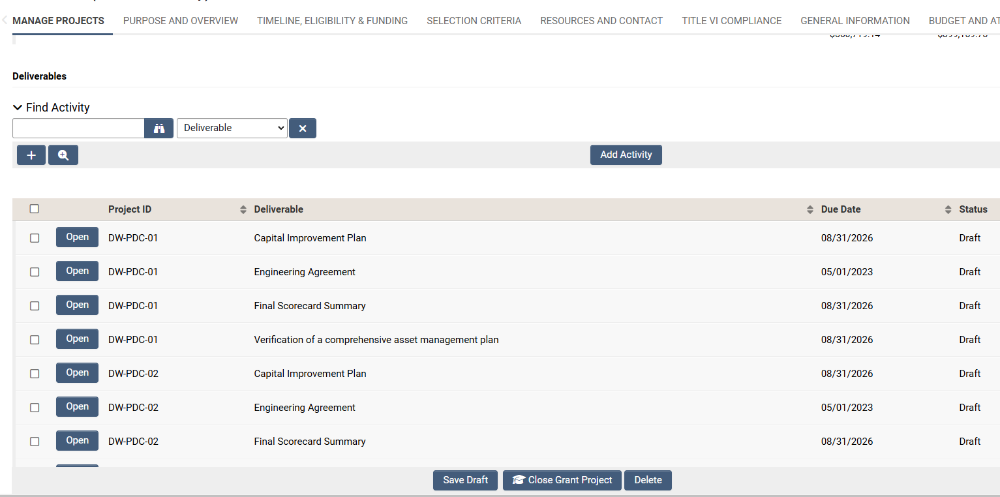 MANAGE PROJECTS PURPOSE AND OVERVIEW TIMELINE, ELIGIBILITY & FUNDING SELECTION CRITERIA RESOURCES AND CONTACT TITLE VI COMPLIANCE GENERAL INFORMATION BUDGET AND AT
Deliverables
Find Activity
Deliverable
Add Activity
Project ID Deliverable Due Date Status
Open DW-PDC-01 Capital Improvement Plan 08/31/2026 Draft
Open DW-PDC-01 Engineering Agreement 05/01/2023 Draft
Open DW-PDC-01 Final Scorecard Summary 08/31/2026 Draft
Open DW-PDC-01 Verification of a comprehensive asset management plan 08/31/2026 Draft
Open DW-PDC-02 Capital Improvement Plan 08/31/2026 Draft
Open DW-PDC-02 Engineering Agreement 05/01/2023 Draft
Open DW-PDC-02 Final Scorecard Summary 08/31/2026 Draft
Save Draft Close Grant Project Delete